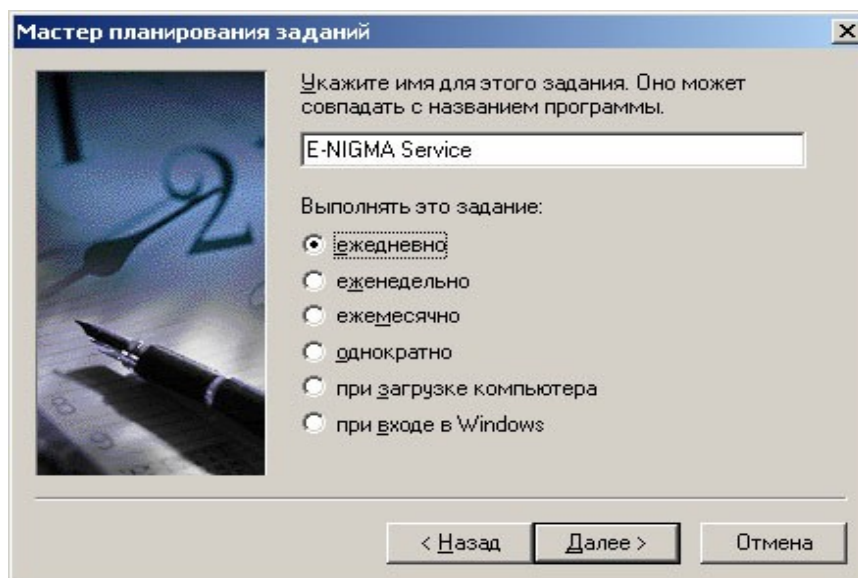 Мастер планирования заданий
Укажите имя для этого задания. Оно может
совпадать с названием программы.
E-NIGMA Service
Выполнять это задание:
ежедневно
еженедельно
ежемесячно
однократно
при загрузке компьютера
при входе в Windows
< Назад
Далее >
Отмена